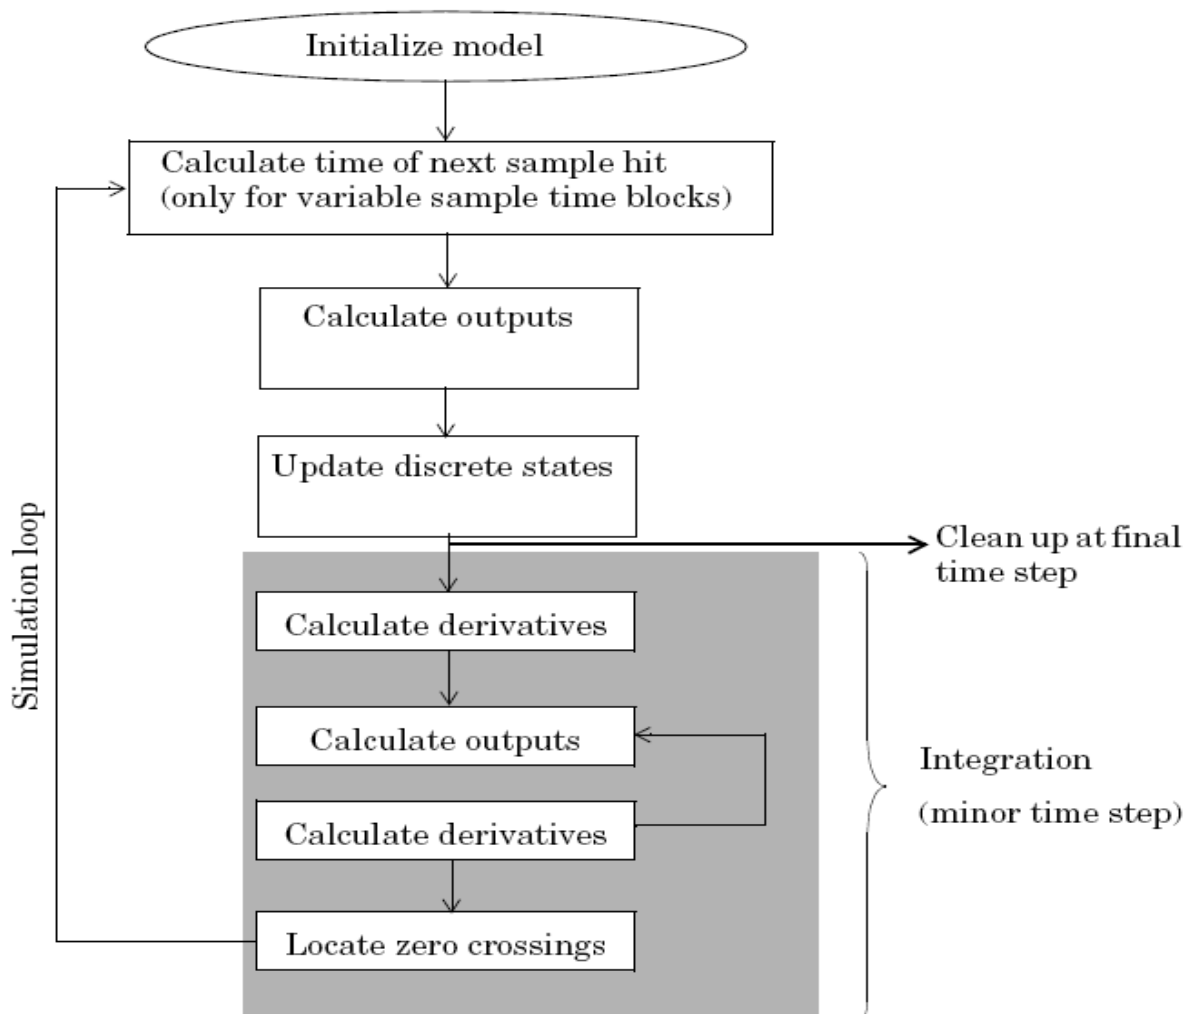 Initialize model
Calculate time of next sample hit
(only for variable sample time blocks)
Calculate outputs
Update discrete states
Clean up at final
time step
Simulation loop
Calculate derivatives
Calculate outputs
Integration
(minor time step)
Calculate derivatives
Locate zero crossings